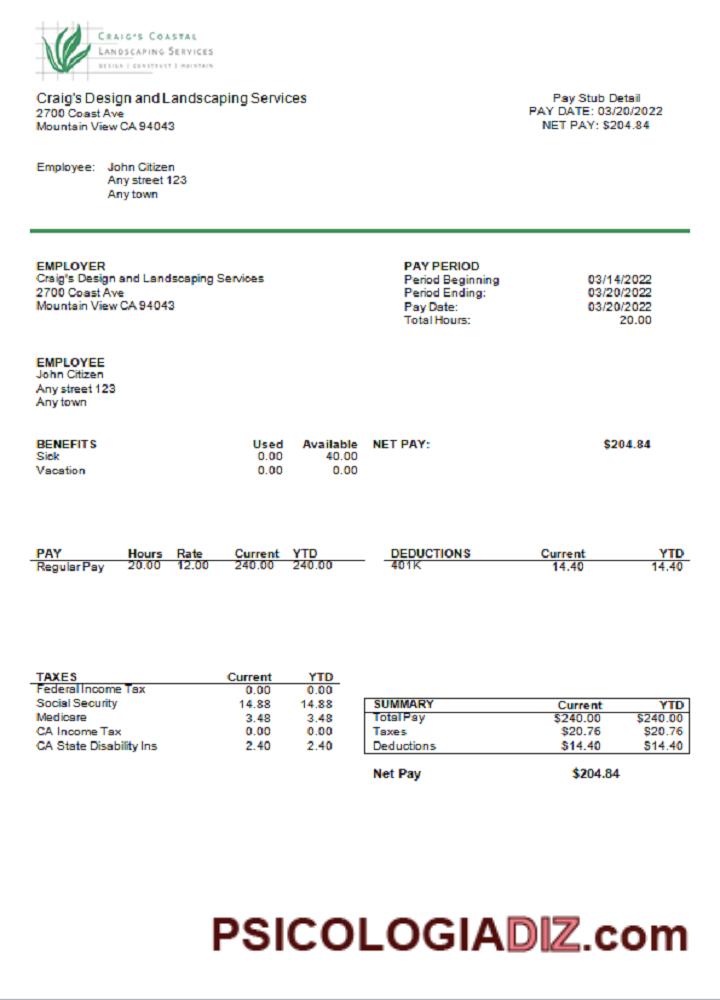 CRAIG'S COASTAL
LANDSCAPING SERVICES
DESIGN | CONSTRUCT | MAINTAIN
Craig's Design and Landscaping Services
2700 Coast Ave
Mountain View CA 94043
Pay Stub Detail
PAY DATE: 03/20/2022
NET PAY: $204.84
Employee: John Citizen
Any street 123
Any town
EMPLOYER
Craig's Design and Landscaping Services
2700 Coast Ave
Mountain View CA 94043
PAY PERIOD
Period Beginning 03/14/2022
Period Ending: 03/20/2022
Pay Date: 03/20/2022
Total Hours: 20.00
EMPLOYEE
John Citizen
Any street 123
Any town
BENEFITS Used Available
Sick 0.00 40.00
Vacation 0.00 0.00
NET PAY: $204.84
PAY Hours Rate Current YTD
Regular Pay 20.00 12.00 240.00 240.00
DEDUCTIONS Current YTD
401K 14.40 14.40
TAXES Current YTD
Federal Income Tax 0.00 0.00
Social Security 14.88 14.88
Medicare 3.48 3.48
CA Income Tax 0.00 0.00
CA State Disability Ins 2.40 2.40
SUMMARY Current YTD
Total Pay $240.00 $240.00
Taxes $20.76 $20.76
Deductions $14.40 $14.40
Net Pay $204.84
PSICOLOGIADIZ.com